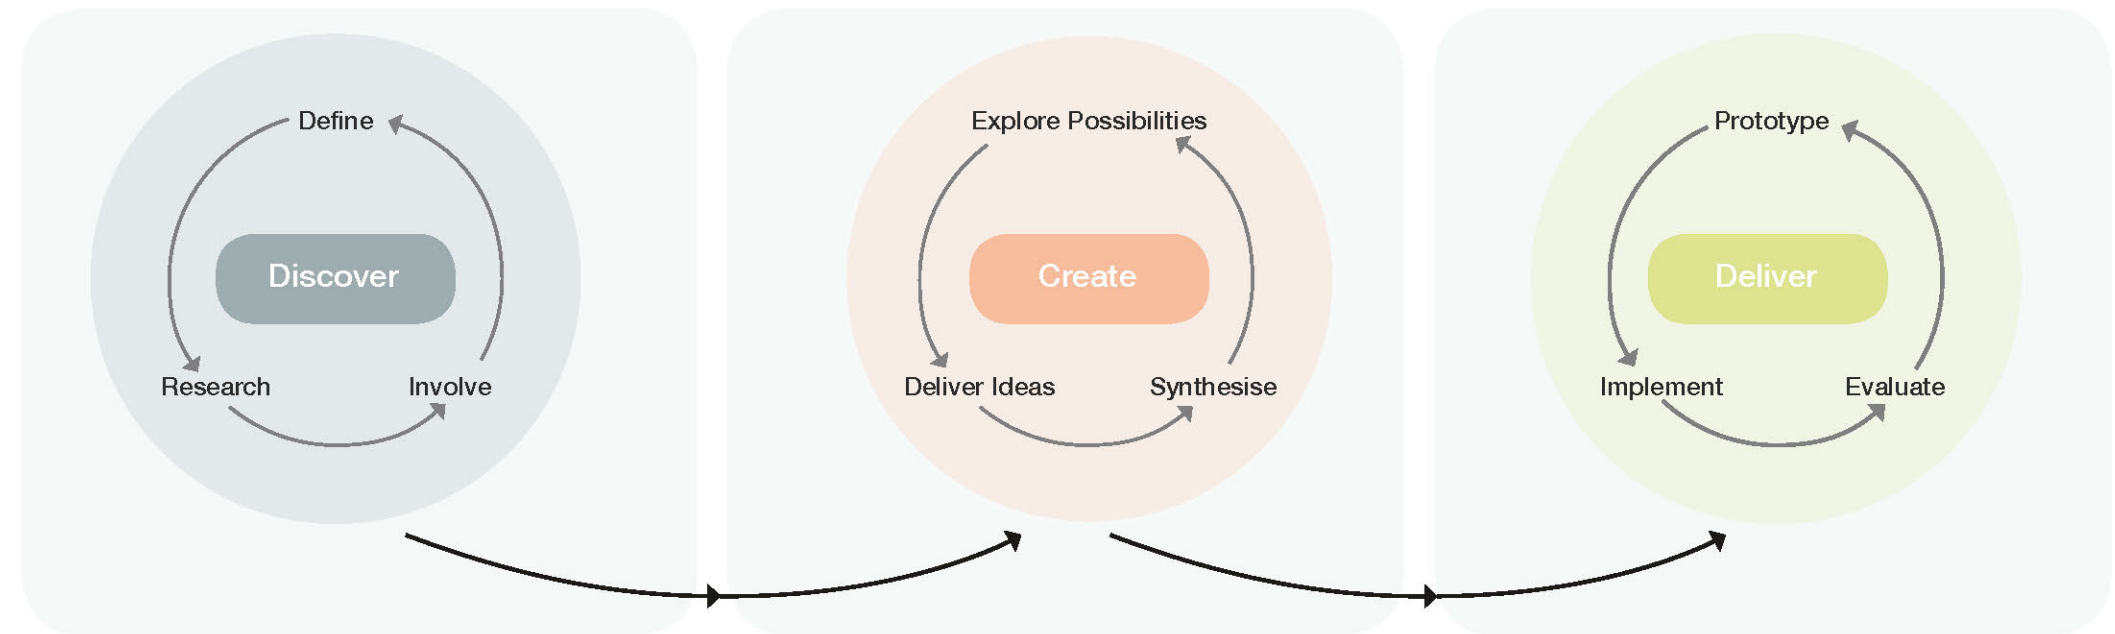 Define
Discover
Research
Involve
Explore Possibilities
Create
Deliver Ideas
Synthesise
Prototype
Deliver
Implement
Evaluate